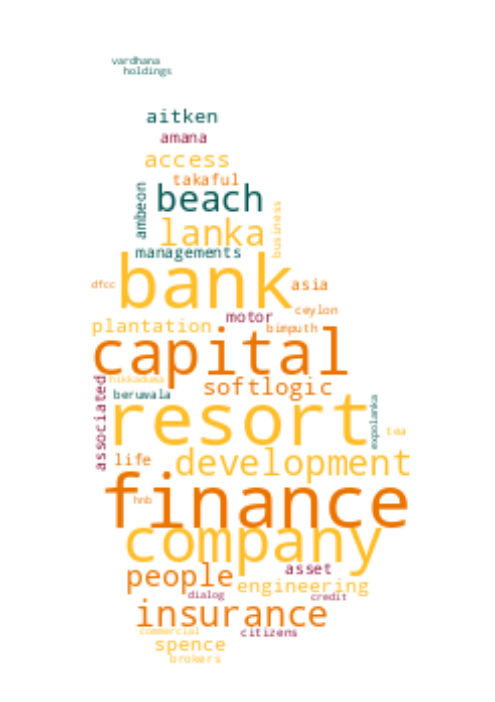 vardhana
holdings
aitken
amana
access
takaful
ambeon
beach
business
lanka
managements
bank
dfcc
asia
ceylon
motor
plantation
bimputh
capital
hikkaduwa
softlogic
associated
beruwala
resort
expolanka
tea
life
development
finance
hnb
company
asset
people
engineering
dialog
credit
insurance
commercial
citizens
spence
brokers